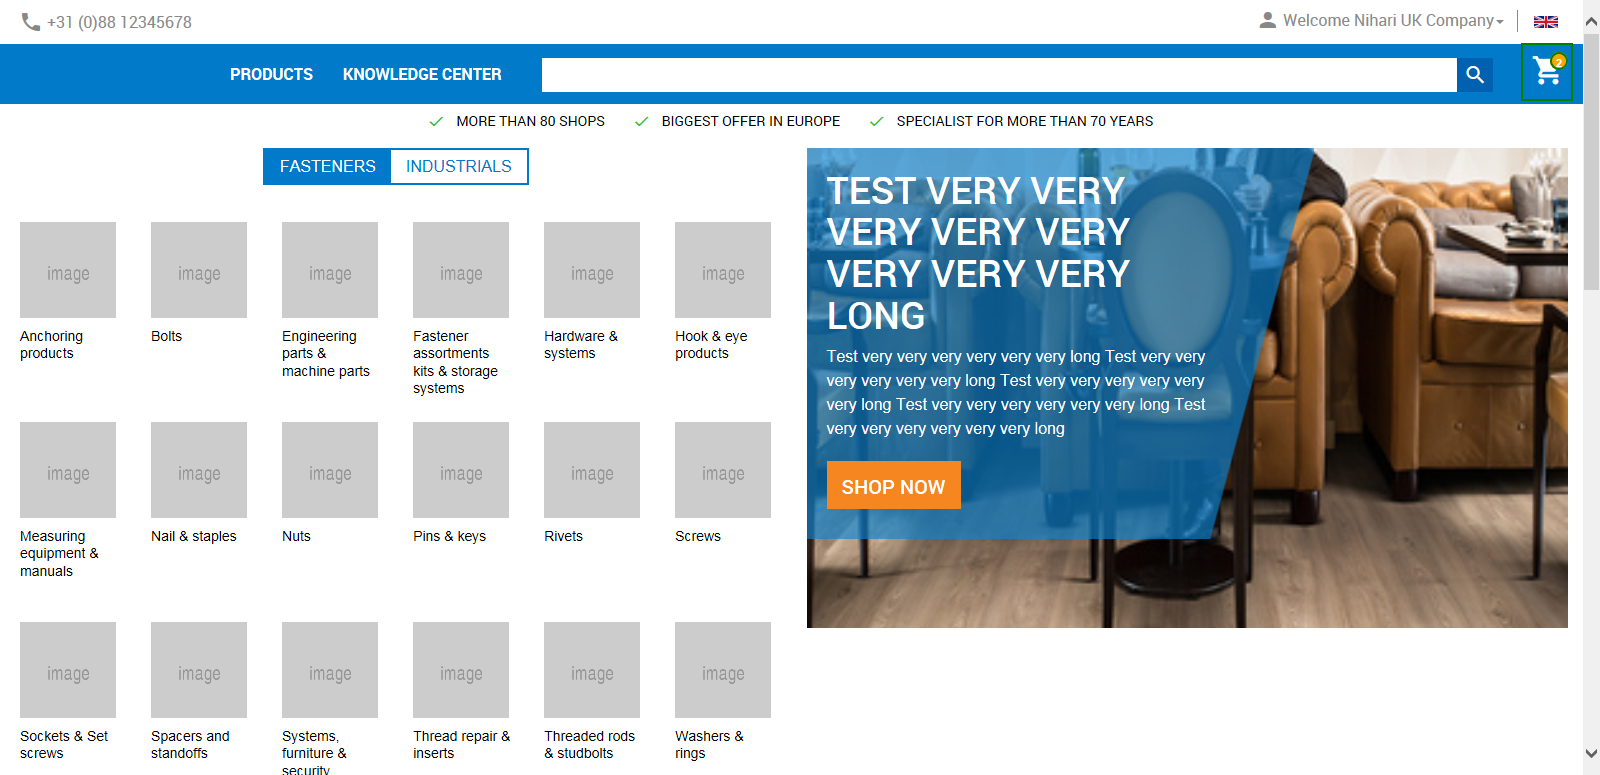 +31 (0)88 12345678
Welcome Nihari UK Company
PRODUCTS KNOWLEDGE CENTER
2
MORE THAN 80 SHOPS BIGGEST OFFER IN EUROPE SPECIALIST FOR MORE THAN 70 YEARS
FASTENERS INDUSTRIALS
image image image image image image
Anchoring
products
Bolts
Engineering
parts &
machine parts
Fastener
assortments
kits & storage
systems
Hardware &
systems
Hook & eye
products
image image image image image image
Measuring
equipment &
manuals
Nail & staples
Nuts
Pins & keys
Rivets
Screws
image image image image image image
Sockets & Set
screws
Spacers and
standoffs
Systems,
furniture &
security
Thread repair &
inserts
Threaded rods
& studbolts
Washers &
rings
TEST VERY VERY
VERY VERY VERY
VERY VERY VERY
LONG
Test very very very very very very long Test very very
very very very very long Test very very very very very
very long Test very very very very very very long Test
very very very very very very long
SHOP NOW